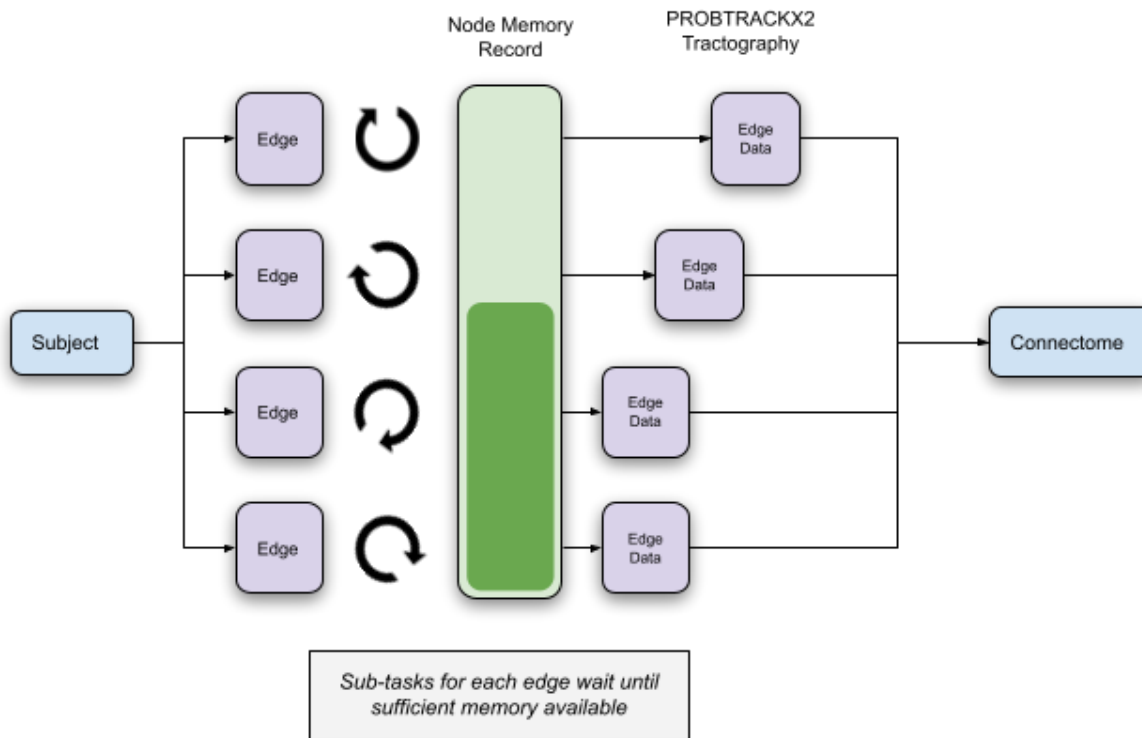 Node Memory
Record
PROBTRACKX2
Tractography
Edge
Edge
Data
Edge
Edge
Data
Subject
Connectome
Edge
Edge
Data
Edge
Edge
Data
Sub-tasks for each edge wait until
sufficient memory available